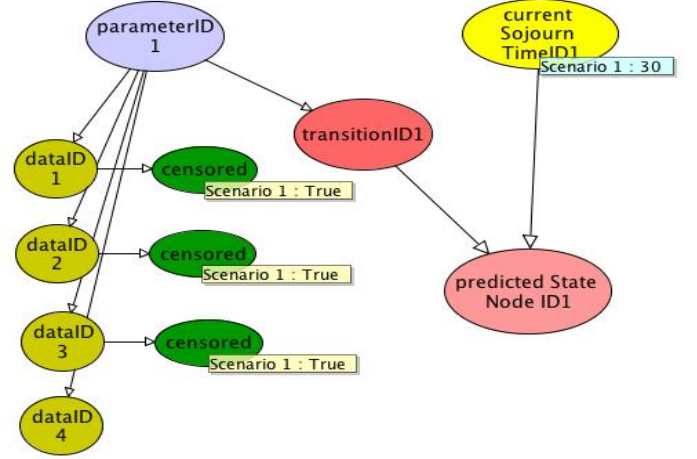 parameterID
1
current
Sojourn
TimeID1
Scenario 1 : 30
transitionID1
dataID
1
censored
Scenario 1 : True
dataID
2
censored
Scenario 1 : True
predicted State
Node ID1
dataID
3
censored
Scenario 1 : True
dataID
4